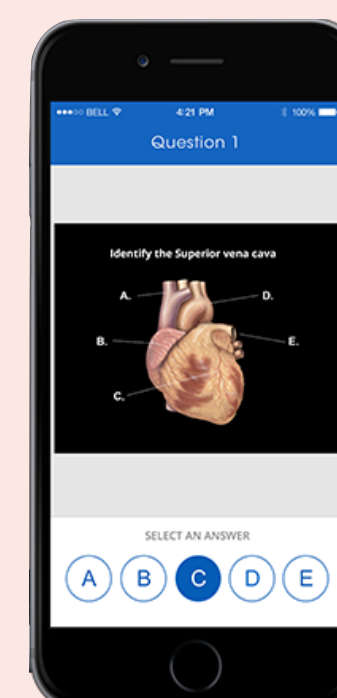 BELL 4:21 PM 100%
Question 1
Identify the Superior vena cava
A.
D.
B.
E.
C.
SELECT AN ANSWER
A B C D E